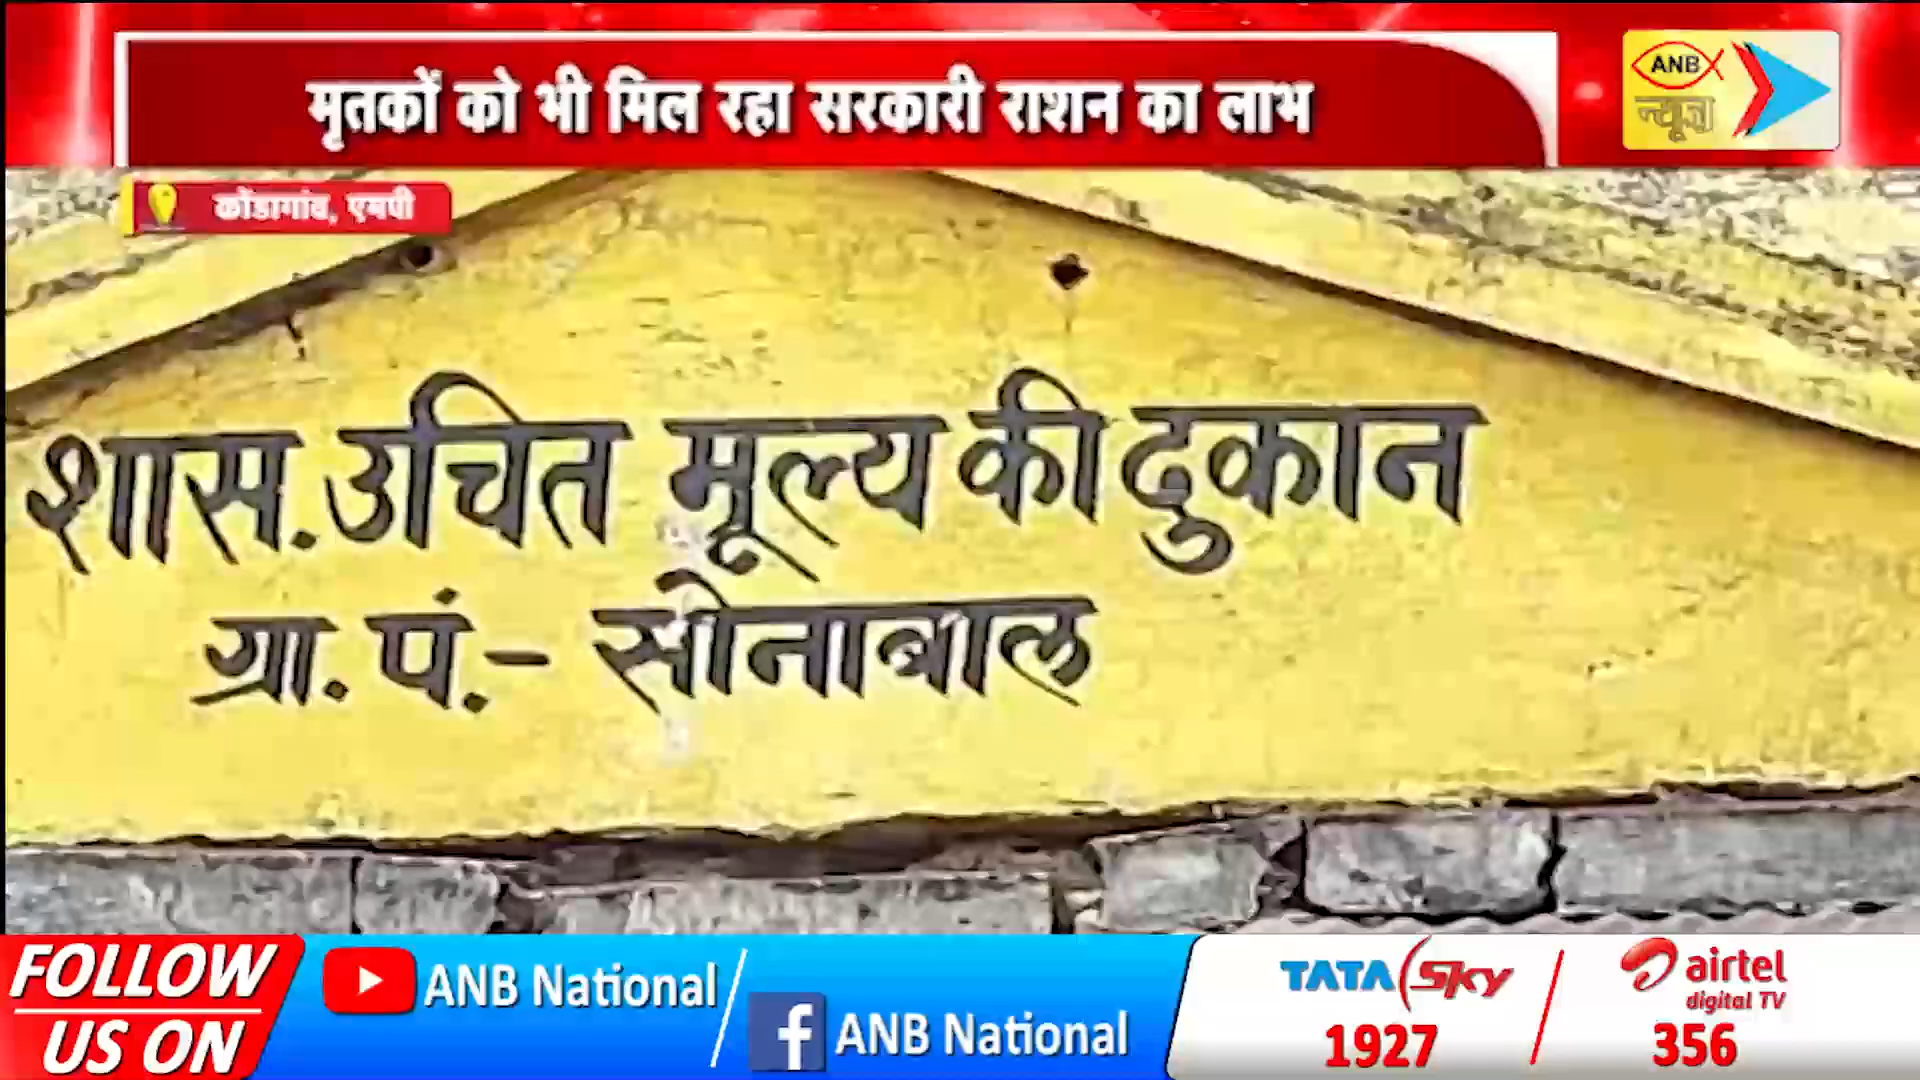 मृतकों को भी मिल रहा सरकारी राशन का लाभ
ANB
न्यूज़
कोंडागांव, एमपी
शास. उचित मूल्य की दुकान
ग्रा. पं.- सोनाबाल
FOLLOW
US ON
ANB National
ANB National
TATA Sky
1927
airtel
digital TV
356